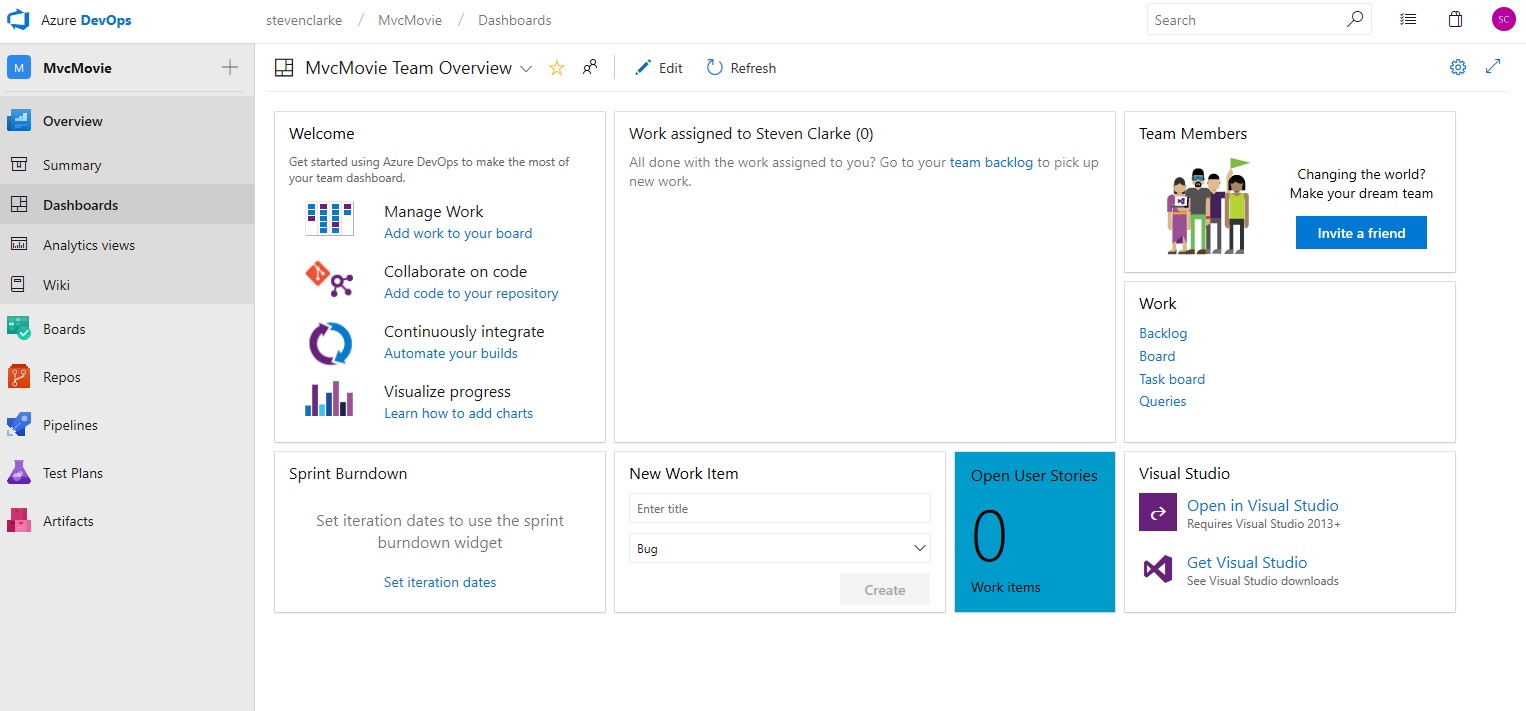 Azure DevOps
stevenclarke / MvcMovie / Dashboards
Search
SC
M MvcMovie
MvcMovie Team Overview
Edit
Refresh
Overview
Summary
Dashboards
Analytics views
Wiki
Boards
Repos
Pipelines
Test Plans
Artifacts
Welcome
Get started using Azure DevOps to make the most of
your team dashboard.
Manage Work
Add work to your board
Collaborate on code
Add code to your repository
Continuously integrate
Automate your builds
Visualize progress
Learn how to add charts
Work assigned to Steven Clarke (0)
All done with the work assigned to you? Go to your team backlog to pick up
new work.
Team Members
Changing the world?
Make your dream team
Invite a friend
Work
Backlog
Board
Task board
Queries
Sprint Burndown
Set iteration dates to use the sprint
burndown widget
Set iteration dates
New Work Item
Enter title
Bug
Create
Open User Stories
0
Work items
Visual Studio
Open in Visual Studio
Requires Visual Studio 2013+
Get Visual Studio
See Visual Studio downloads